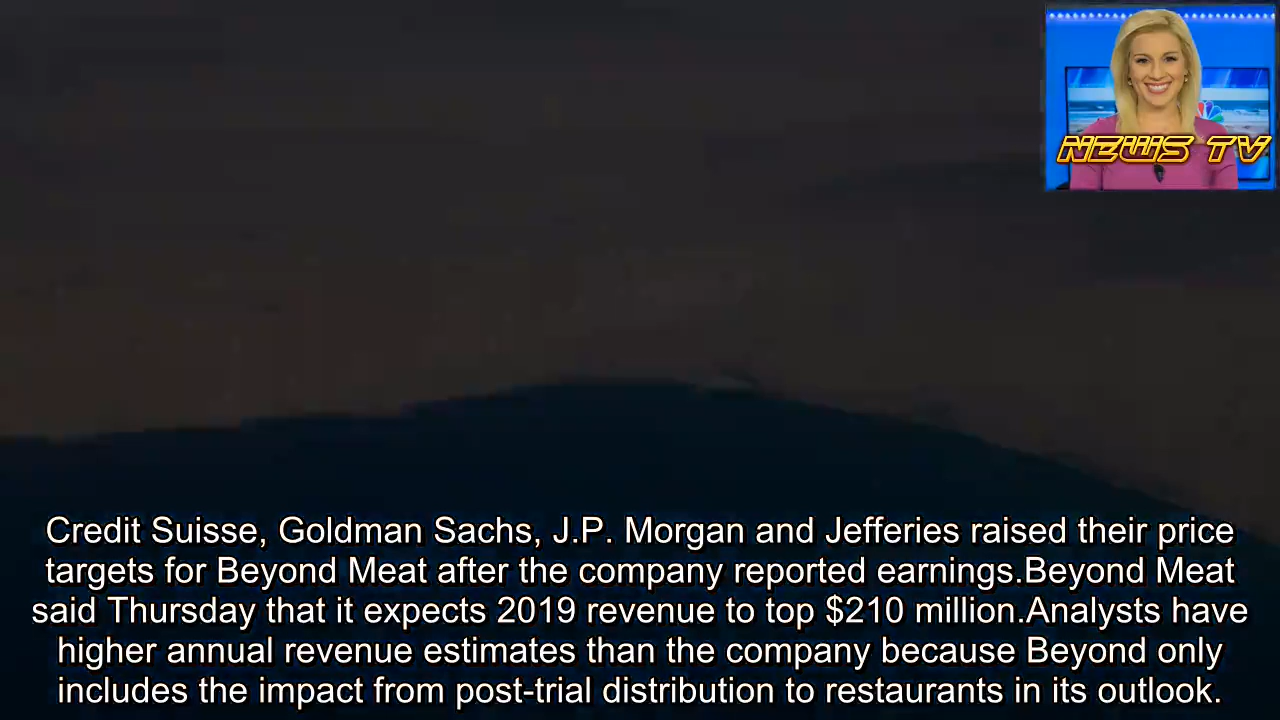 NEWS TV
Credit Suisse, Goldman Sachs, J.P. Morgan and Jefferies raised their price
targets for Beyond Meat after the company reported earnings.Beyond Meat
said Thursday that it expects 2019 revenue to top $210 million.Analysts have
higher annual revenue estimates than the company because Beyond only
includes the impact from post-trial distribution to restaurants in its outlook.